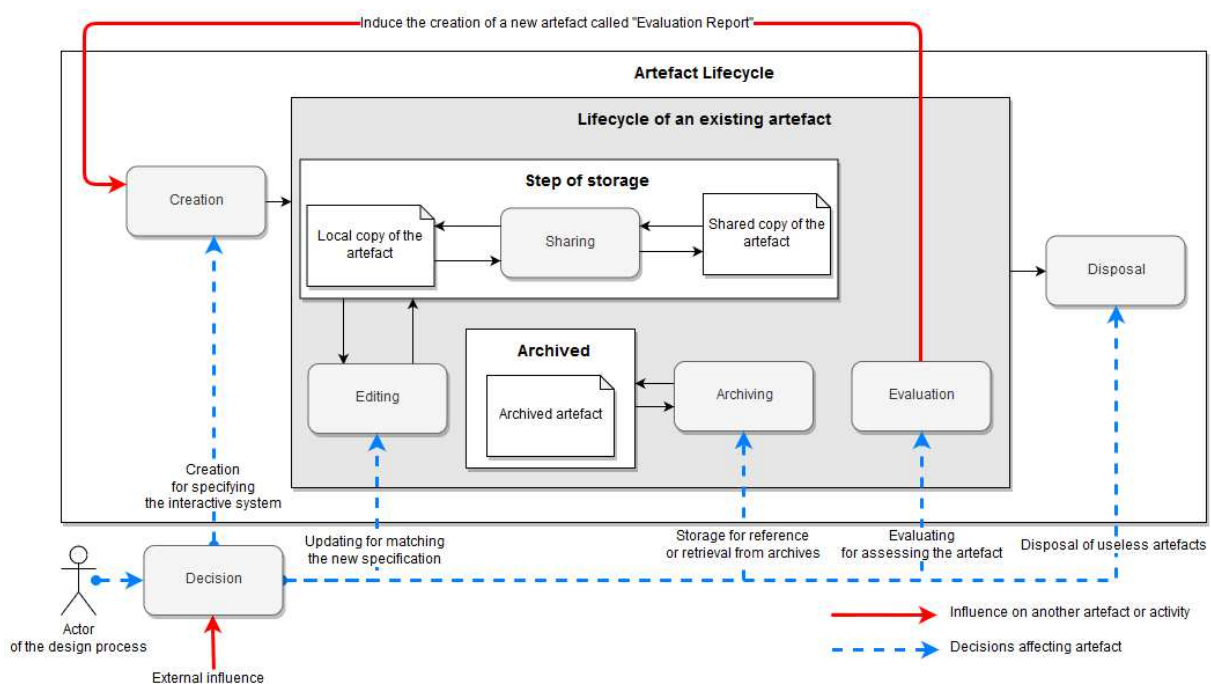 Induce the creation of a new artefact called "Evaluation Report"
Artefact Lifecycle
Lifecycle of an existing artefact
Step of storage
Creation
Local copy of the
artefact
Sharing
Shared copy of the
artefact
Disposal
Archived
Editing
Archived artefact
Archiving
Evaluation
Creation
for specifying
the interactive system
Updating for matching
the new specification
Storage for reference
or retrieval from archives
Evaluating
for assessing the artefact
Disposal of useless artefacts
Decision
Actor
of the design process
External influence
Influence on another artefact or activity
Decisions affecting artefact